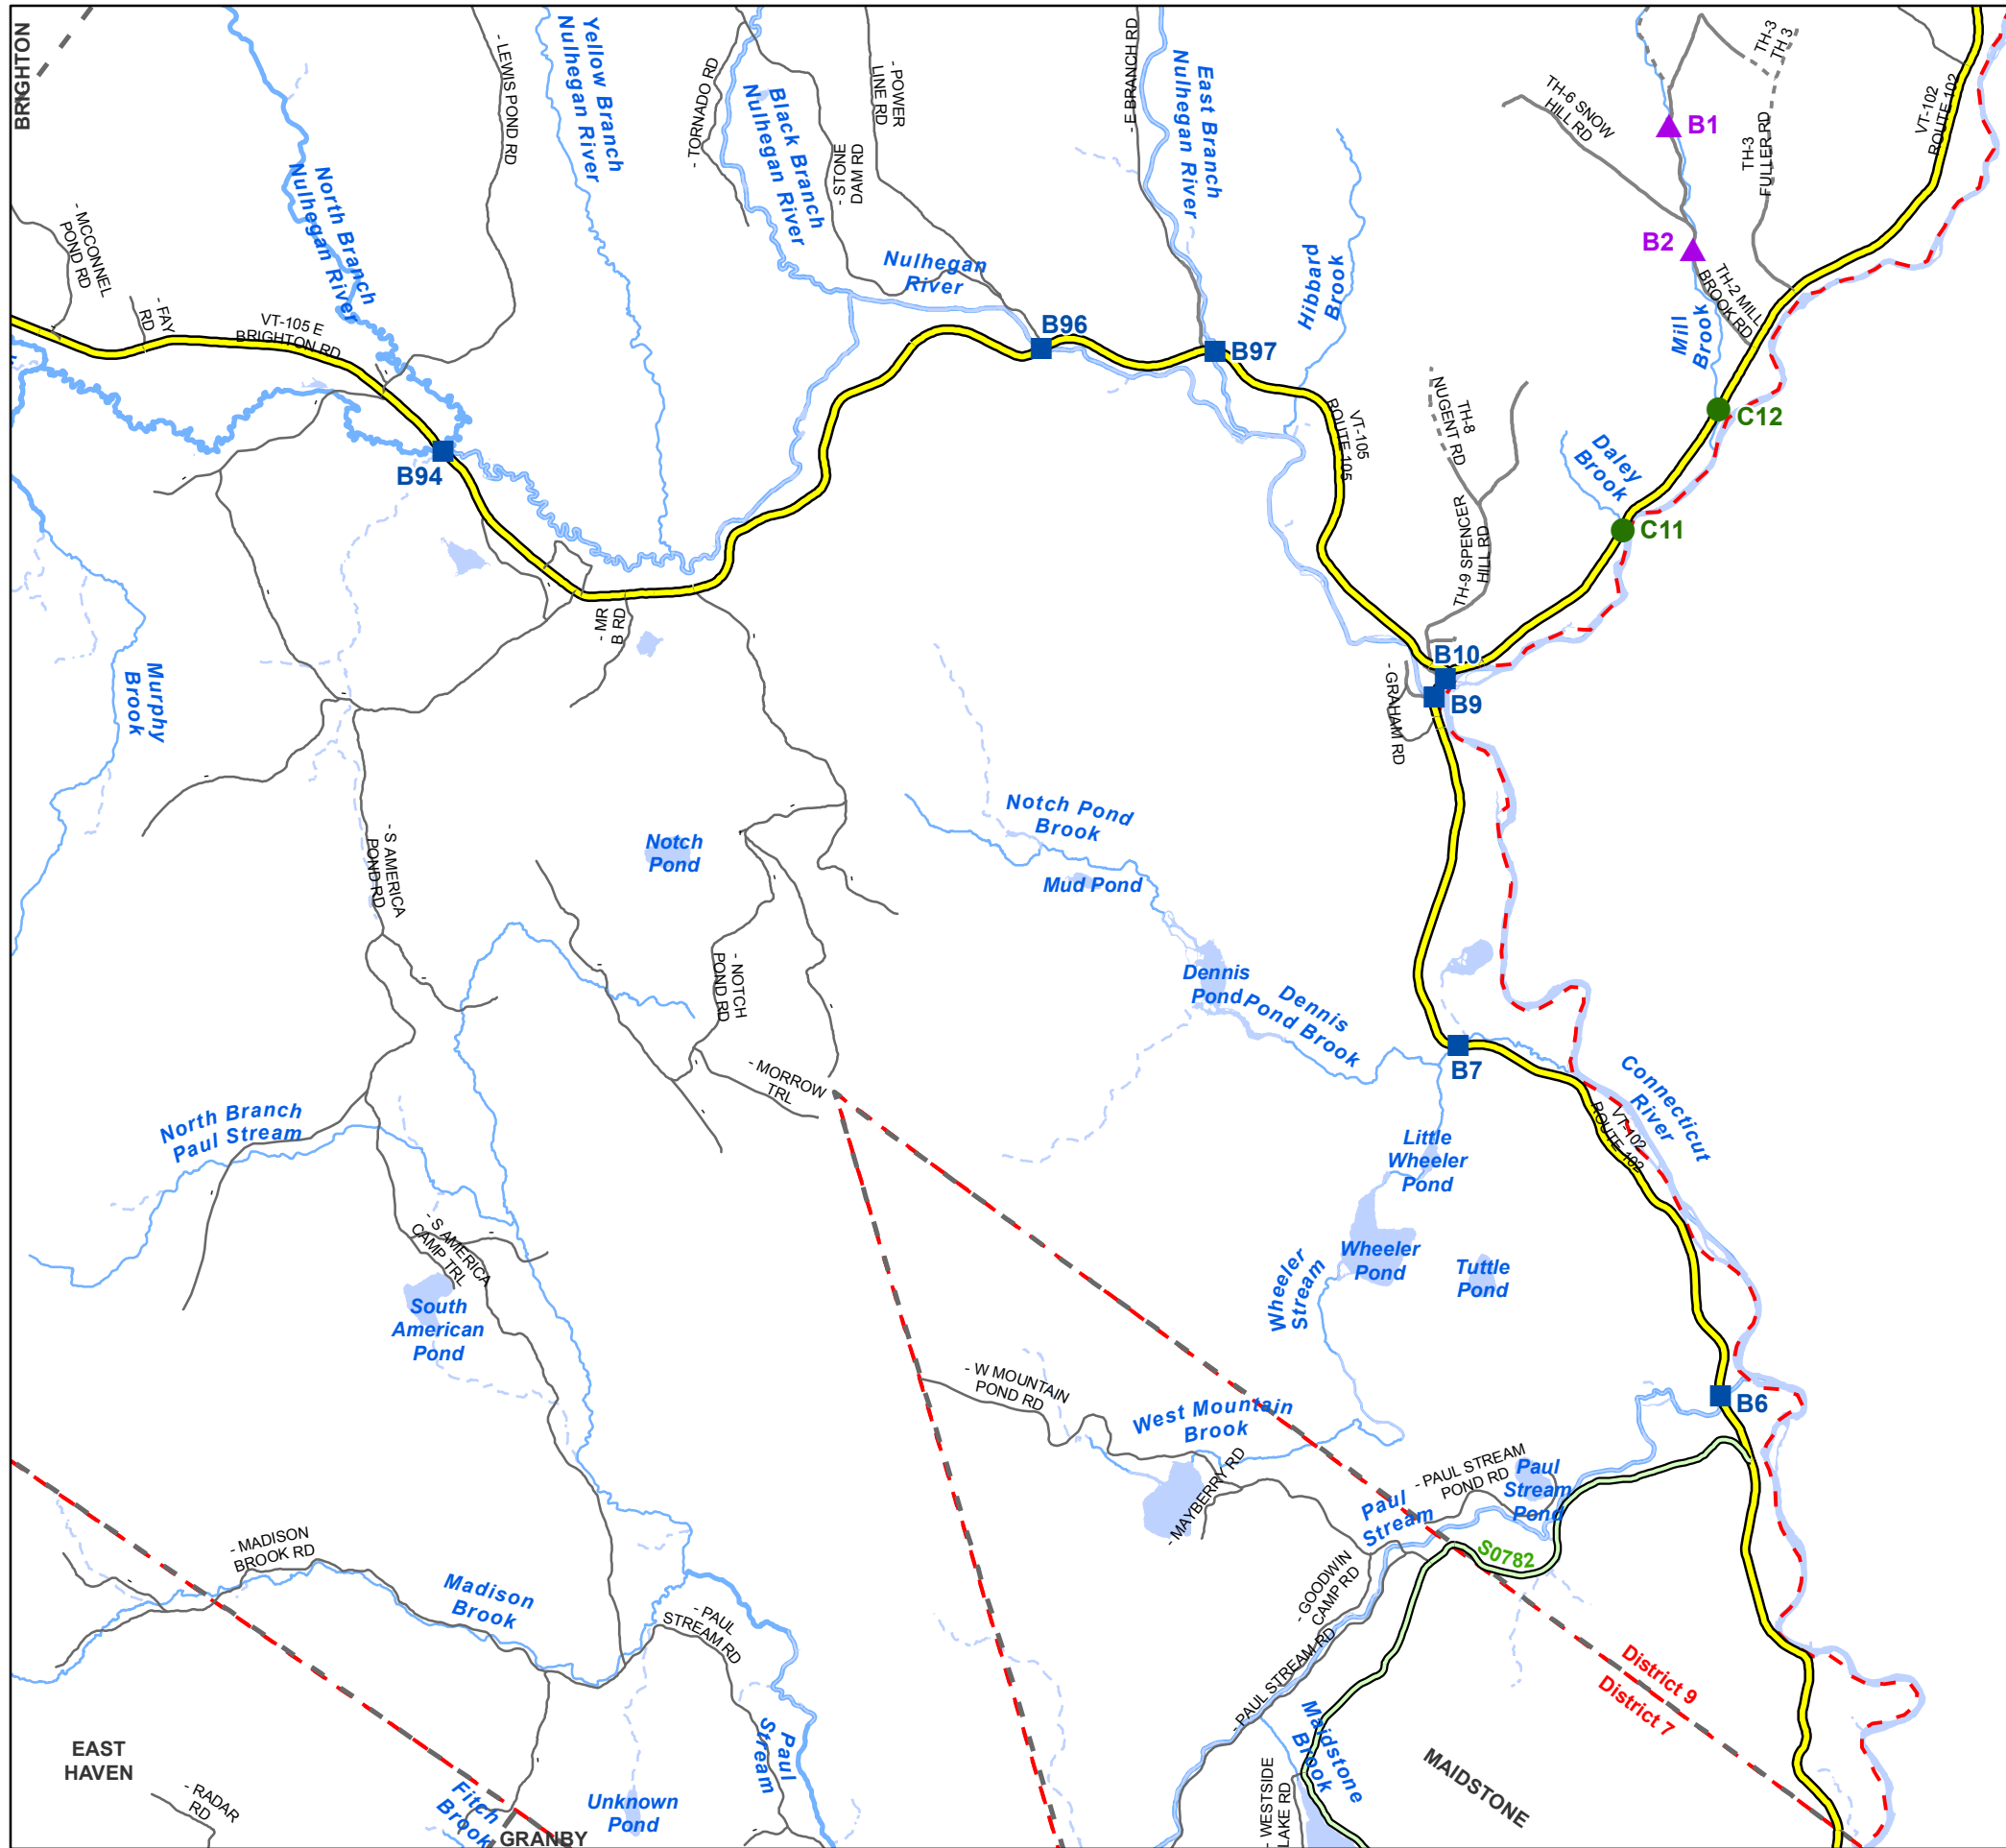 BRIGHTON
- LEWIS POND RD
Yellow Branch
Nulhegan River
- TORNADO RD
Black Branch
Nulhegan River
- STONE
DAM RD
- POWER
LINE RD
- E BRANCH RD
East Branch
Nulhegan River
TH-3
TH 3
TH-6 SNOW
HILL RD
B1
TH-3
FULLER RD
VT-102
ROUTE 102
North Branch
Nulhegan River
- MCCONNEL
POND RD
- FAY
RD
VT-105 E
BRIGHTON RD
Nulhegan
River
Hibbard
Brook
B2
TH-2 MILL
BROOK RD
Mill
Brook
B96
B97
B94
VT-105
ROUTE 105
TH-8
NUGENT RD
C12
Daley
Brook
C11
TH-9 SPENCER
HILL RD
- MR
B RD
Murphy
Brook
B10
B9
- GRAHAM RD
Notch Pond
Brook
Mud Pond
Notch
Pond
- S AMERICA
POND RD
- NOTCH
POND RD
Dennis
Pond
Dennis
Pond Brook
B7
Connecticut
River
VT-102
ROUTE 102
- MORROW
TRL
North Branch
Paul Stream
Little
Wheeler
Pond
Wheeler
Pond
Tuttle
Pond
Wheeler
Stream
- S AMERICA
CAMP TRL
South
American
Pond
- W MOUNTAIN
POND RD
West Mountain
Brook
B6
- MAYBERRY RD
- PAUL STREAM
POND RD
Paul
Stream
Pond
Paul
Stream
S0782
- MADISON
BROOK RD
Madison
Brook
- GOODWIN
CAMP RD
- PAUL
STREAM RD
- PAUL STREAM RD
District 9
District 7
Paul
Stream
Maidstone
Brook
MAIDSTONE
EAST
HAVEN
- RADAR
RD
Fitch
Brook
Unknown
Pond
- WESTSIDE
LAKE RD
GRANBY